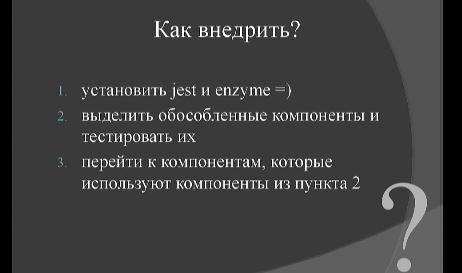 Как внедрить?
1. установить jest и enzyme =)
2. выделить обособленные компоненты и
тестировать их
3. перейти к компонентам, которые
используют компоненты из пункта 2
?